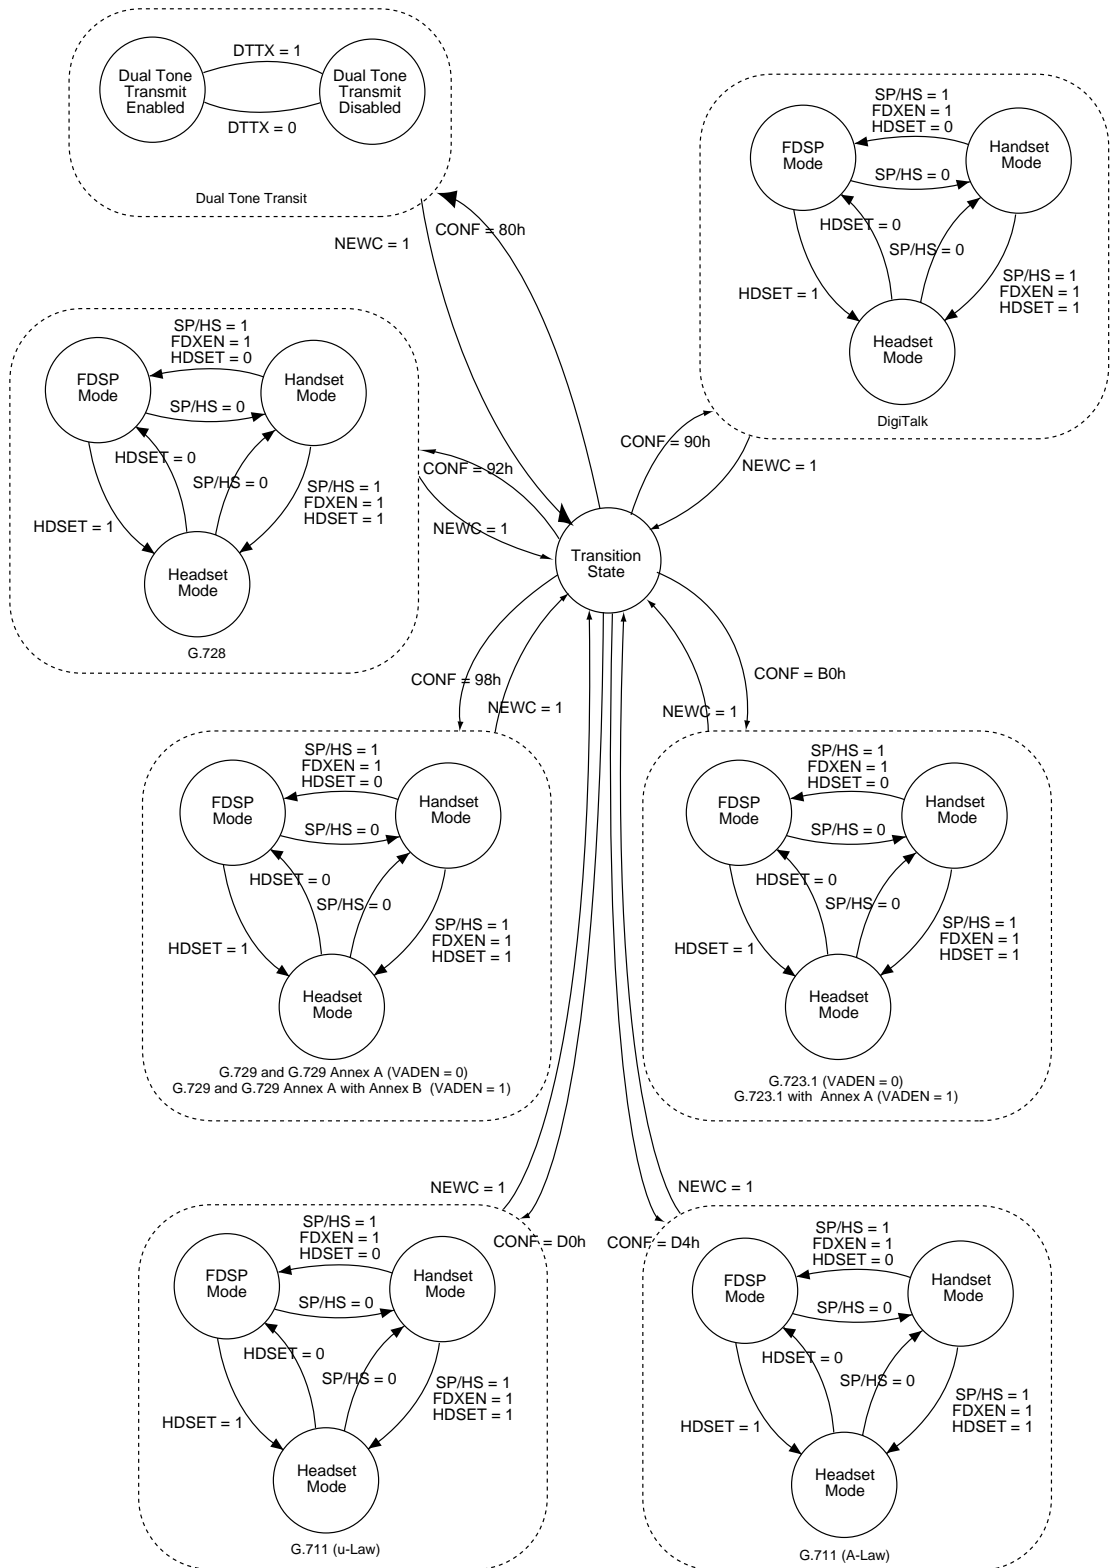 DTTX = 1
Dual Tone
Transmit
Enabled
Dual Tone
Transmit
Disabled
DTTX = 0
Dual Tone Transit
NEWC = 1
CONF = 80h
SP/HS = 1
FDXEN = 1
HDSET = 0
FDSP
Mode
Handset
Mode
SP/HS = 0
HDSET = 0
SP/HS = 0
HDSET = 1
SP/HS = 1
FDXEN = 1
HDSET = 1
Headset
Mode
DigiTalk
CONF = 90h
NEWC = 1
SP/HS = 1
FDXEN = 1
HDSET = 0
FDSP
Mode
Handset
Mode
SP/HS = 0
HDSET = 0
SP/HS = 0
HDSET = 1
SP/HS = 1
FDXEN = 1
HDSET = 1
Headset
Mode
G.728
CONF = 92h
NEWC = 1
Transition
State
CONF = 98h
NEWC = 1
NEWC = 1
CONF = B0h
SP/HS = 1
FDXEN = 1
HDSET = 0
FDSP
Mode
Handset
Mode
SP/HS = 0
HDSET = 0
SP/HS = 0
HDSET = 1
SP/HS = 1
FDXEN = 1
HDSET = 1
Headset
Mode
G.729 and G.729 Annex A (VADEN = 0)
G.729 and G.729 Annex A with Annex B (VADEN = 1)
SP/HS = 1
FDXEN = 1
HDSET = 0
FDSP
Mode
Handset
Mode
SP/HS = 0
HDSET = 0
SP/HS = 0
HDSET = 1
SP/HS = 1
FDXEN = 1
HDSET = 1
Headset
Mode
G.723.1 (VADEN = 0)
G.723.1 with Annex A (VADEN = 1)
NEWC = 1
CONF = D0h
NEWC = 1
CONF = D4h
SP/HS = 1
FDXEN = 1
HDSET = 0
FDSP
Mode
Handset
Mode
SP/HS = 0
HDSET = 0
SP/HS = 0
HDSET = 1
SP/HS = 1
FDXEN = 1
HDSET = 1
Headset
Mode
G.711 (u-Law)
SP/HS = 1
FDXEN = 1
HDSET = 0
FDSP
Mode
Handset
Mode
SP/HS = 0
HDSET = 0
SP/HS = 0
HDSET = 1
SP/HS = 1
FDXEN = 1
HDSET = 1
Headset
Mode
G.711 (A-Law)